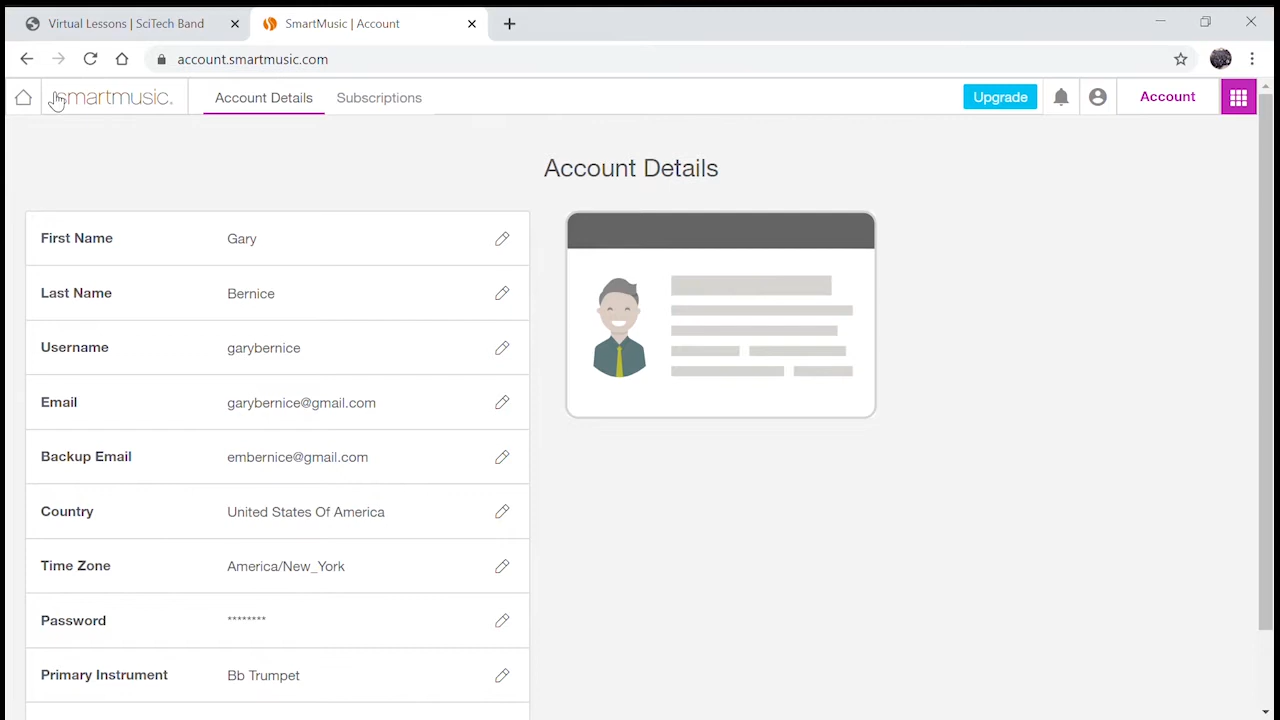 Virtual Lessons | SciTech Band
SmartMusic | Account
account.smartmusic.com
smartmusic.
Account Details
Subscriptions
Upgrade
Account
Account Details
First Name Gary
Last Name Bernice
Username garybernice
Email garybernice@gmail.com
Backup Email embernice@gmail.com
Country United States Of America
Time Zone America/New_York
Password ********
Primary Instrument Bb Trumpet